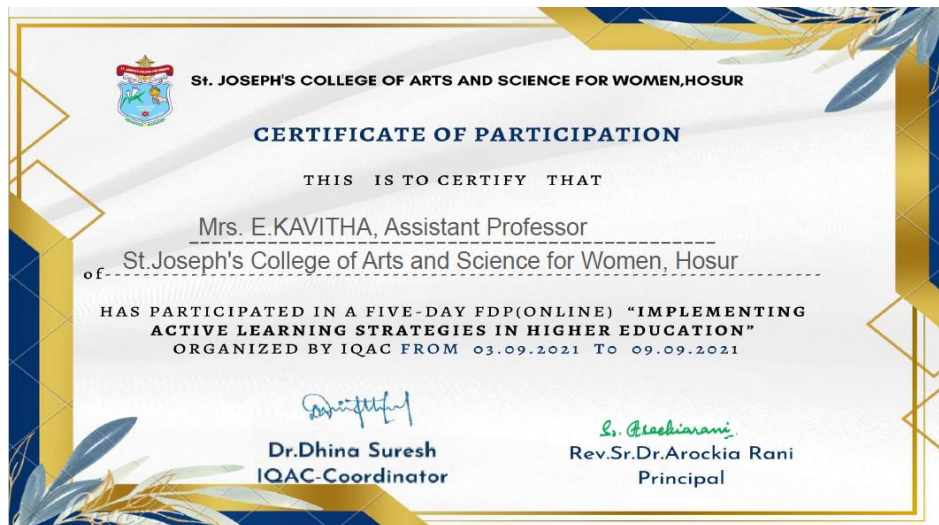 St. JOSEPH'S COLLEGE OF ARTS AND SCIENCE FOR WOMEN,HOSUR
CERTIFICATE OF PARTICIPATION
THIS IS TO CERTIFY THAT
Mrs. E.KAVITHA, Assistant Professor
of St.Joseph's College of Arts and Science for Women, Hosur
HAS PARTICIPATED IN A FIVE-DAY FDP(ONLINE) “IMPLEMENTING
ACTIVE LEARNING STRATEGIES IN HIGHER EDUCATION”
ORGANIZED BY IQAC FROM 03.09.2021 To 09.09.2021
Dr.Dhina Suresh
IQAC-Coordinator
Sr. Arockiarani
Rev.Sr.Dr.Arockia Rani
Principal